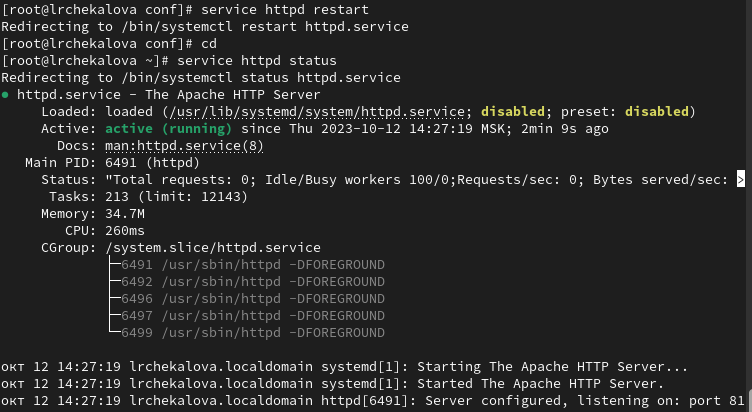 [root@lrchekalova conf]# service httpd restart
Redirecting to /bin/systemctl restart httpd.service
[root@lrchekalova conf]# cd
[root@lrchekalova ~]# service httpd status
Redirecting to /bin/systemctl status httpd.service
● httpd.service - The Apache HTTP Server
     Loaded: loaded (/usr/lib/systemd/system/httpd.service; disabled; preset: disabled)
     Active: active (running) since Thu 2023-10-12 14:27:19 MSK; 2min 9s ago
       Docs: man:httpd.service(8)
   Main PID: 6491 (httpd)
     Status: "Total requests: 0; Idle/Busy workers 100/0;Requests/sec: 0; Bytes served/sec: >
      Tasks: 213 (limit: 12143)
     Memory: 34.7M
        CPU: 260ms
     CGroup: /system.slice/httpd.service
             ├─6491 /usr/sbin/httpd -DFOREGROUND
             ├─6492 /usr/sbin/httpd -DFOREGROUND
             ├─6496 /usr/sbin/httpd -DFOREGROUND
             ├─6497 /usr/sbin/httpd -DFOREGROUND
             └─6499 /usr/sbin/httpd -DFOREGROUND
окт 12 14:27:19 lrchekalova.localdomain systemd[1]: Starting The Apache HTTP Server...
окт 12 14:27:19 lrchekalova.localdomain systemd[1]: Started The Apache HTTP Server.
окт 12 14:27:19 lrchekalova.localdomain httpd[6491]: Server configured, listening on: port 81